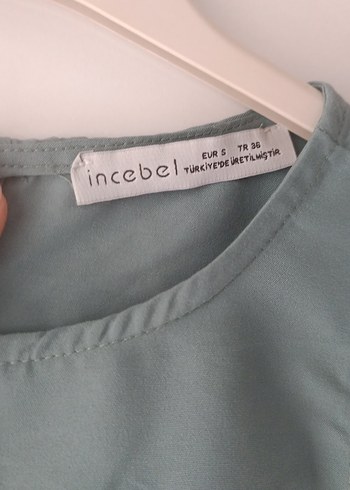 incebel
EUR S TR 36
TÜRKİYE'DE ÜRETİLMİŞTİR